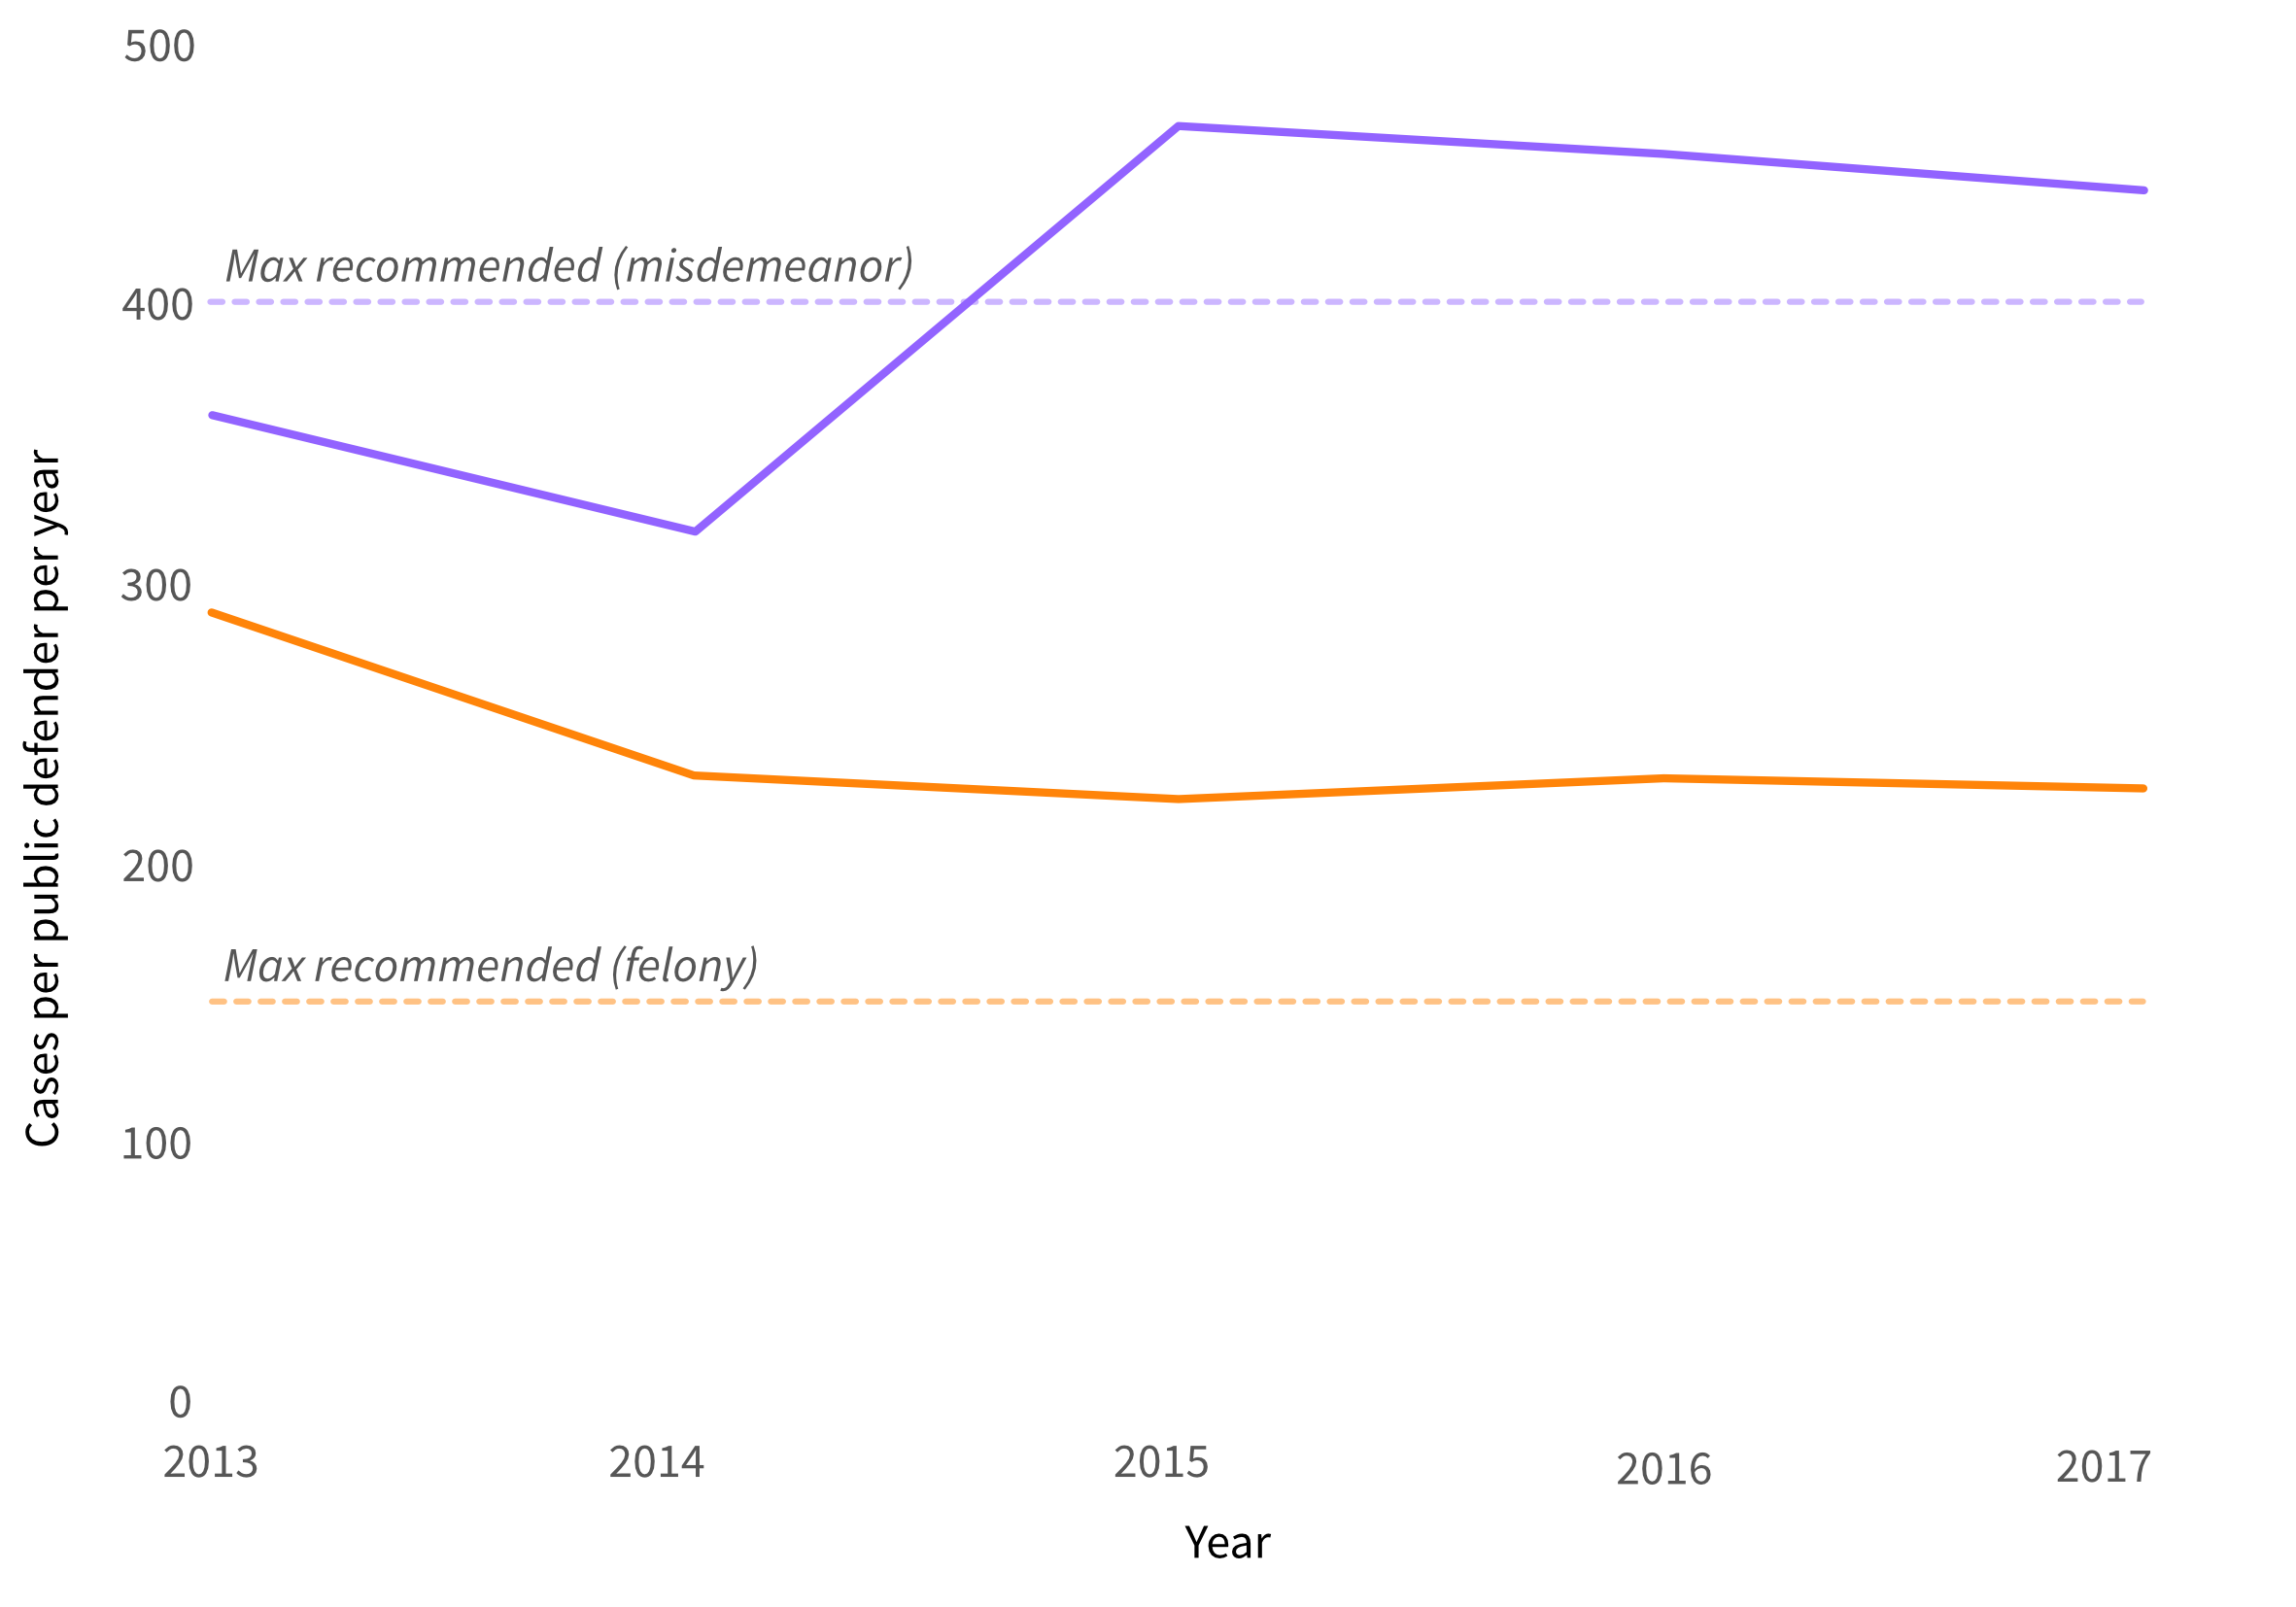 500
Max recommended (misdemeanor)
400
300
200
Max recommended (felony)
100
0
Cases per public defender per year
2013 2014 2015 2016 2017
Year